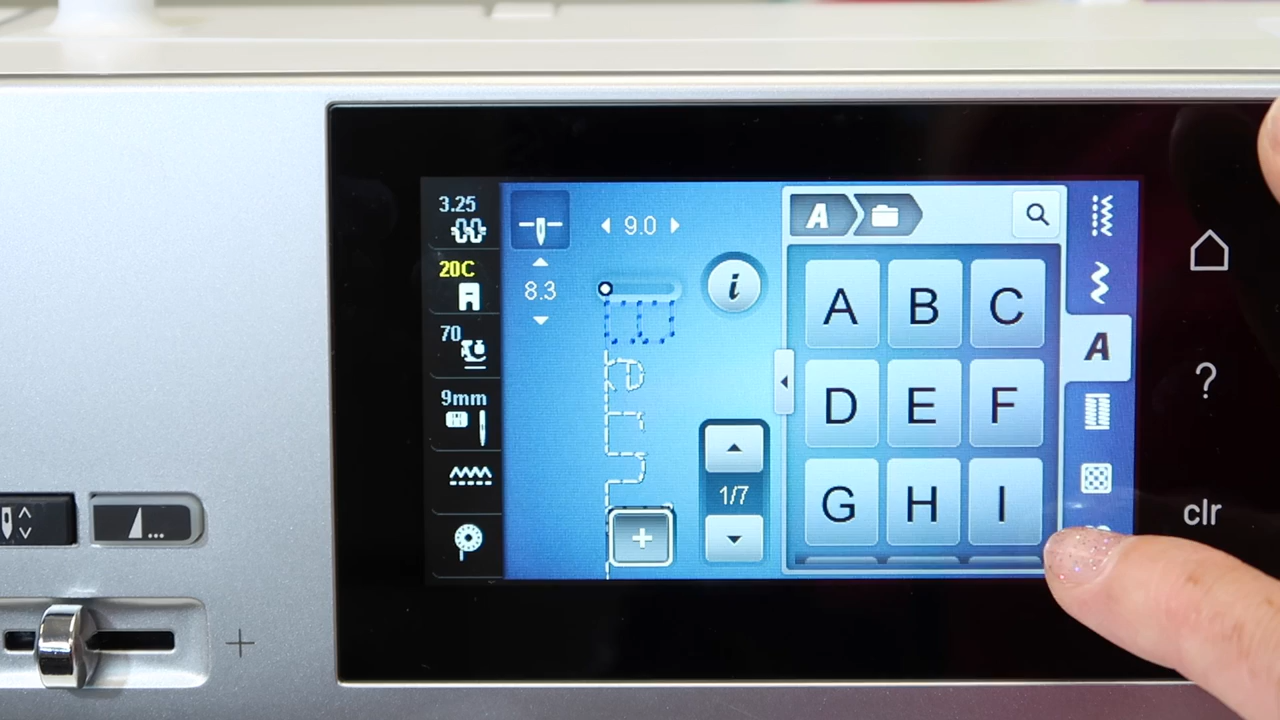 3.25
9.0
A
20C
8.3
i
A B C
70
A
D E F
9mm
1/7
G H I
?
clr